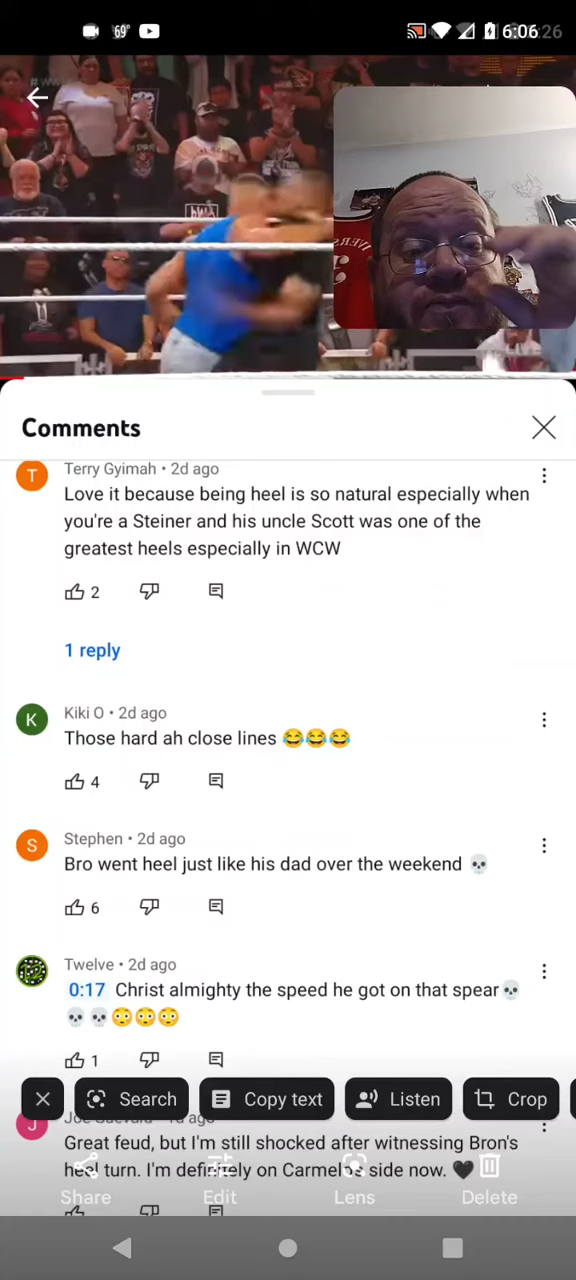 69°
6:06:26
# WW
Comments
T
Terry Gyimah • 2d ago
Love it because being heel is so natural especially when
you're a Steiner and his uncle Scott was one of the
greatest heels especially in WCW
2
1 reply
K
Kiki O • 2d ago
Those hard ah close lines 😂😂😂
4
S
Stephen • 2d ago
Bro went heel just like his dad over the weekend 💀
6
12
Twelve • 2d ago
0:17 Christ almighty the speed he got on that spear💀
💀💀😳😳😳
1
Search
Copy text
Listen
Crop
J
Great feud, but I'm still shocked after witnessing Bron's
heel turn. I'm definitely on Carmelos side now. 🖤
Share
Edit
Lens
Delete